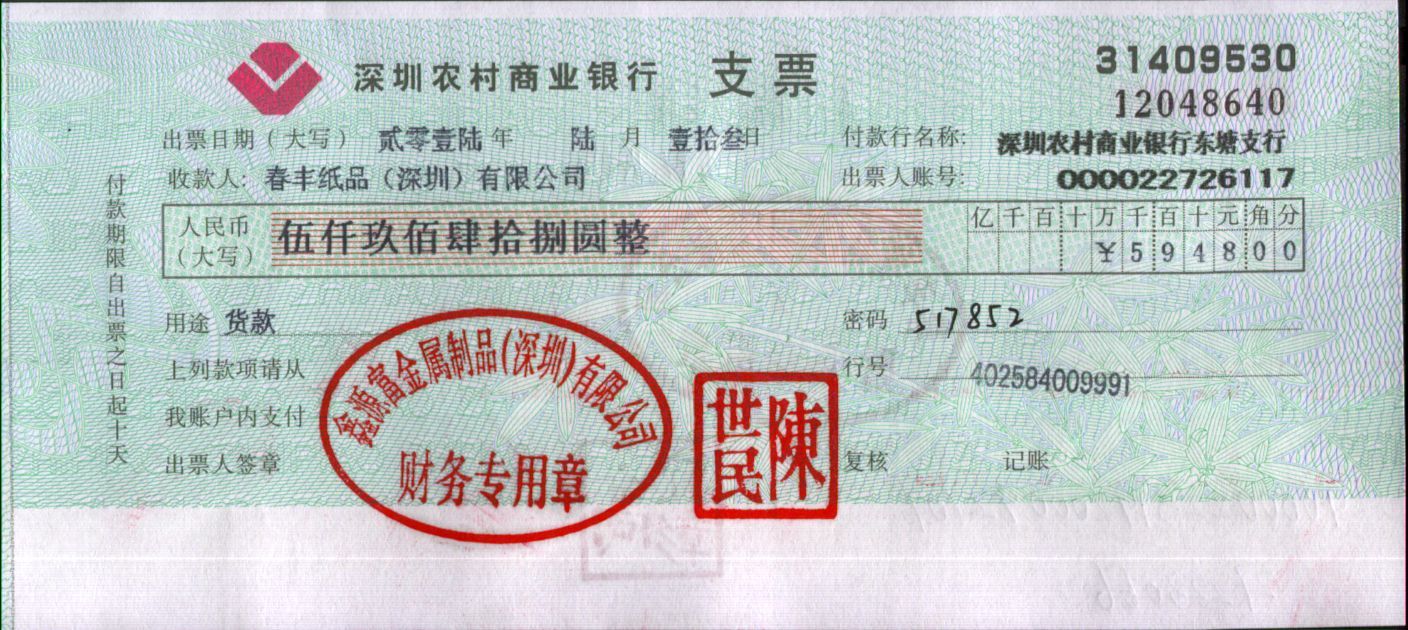 深圳农村商业银行 支票 31409530
12048640
出票日期（大写） 贰零壹陆 年 陆 月 壹拾叁日 付款行名称: 深圳农村商业银行东塘支行
收款人: 春丰纸品（深圳）有限公司 出票人账号: 000022726117
人民币
（大写） 伍仟玖佰肆拾捌圆整
亿千百十万千百十元角分
¥594800
用途 货款 密码 517852
上列款项请从 行号 402584009991
我账户内支付
出票人签章 复核 记账
付款期限自出票之日起十天
鑫源富金属制品(深圳)有限公司
财务专用章
陳
世民